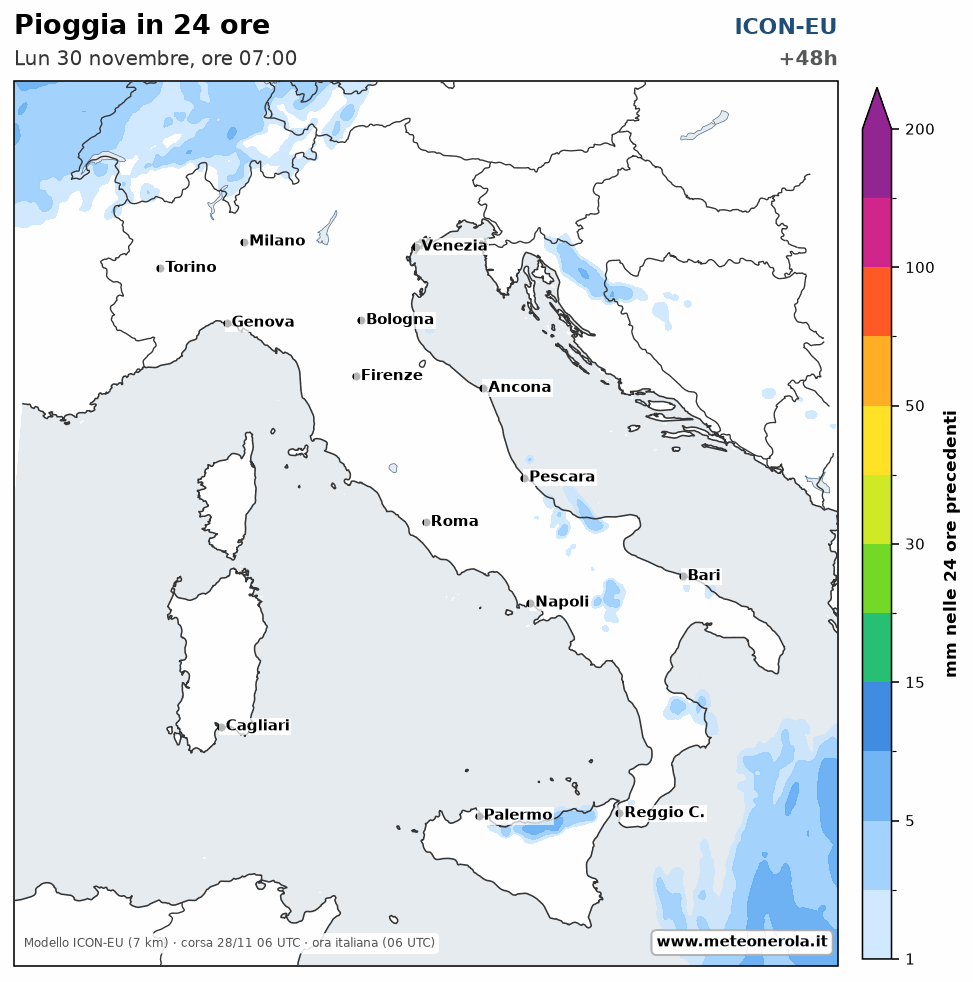 Pioggia in 24 ore
ICON-EU
Lun 30 novembre, ore 07:00
+48h
Milano
Venezia
Torino
Genova
Bologna
Firenze
Ancona
Pescara
Roma
Bari
Napoli
Cagliari
Palermo
Reggio C.
Modello ICON-EU (7 km) · corsa 28/11 06 UTC · ora italiana (06 UTC)
www.meteonerola.it
200
100
50
30
15
5
1
mm nelle 24 ore precedenti